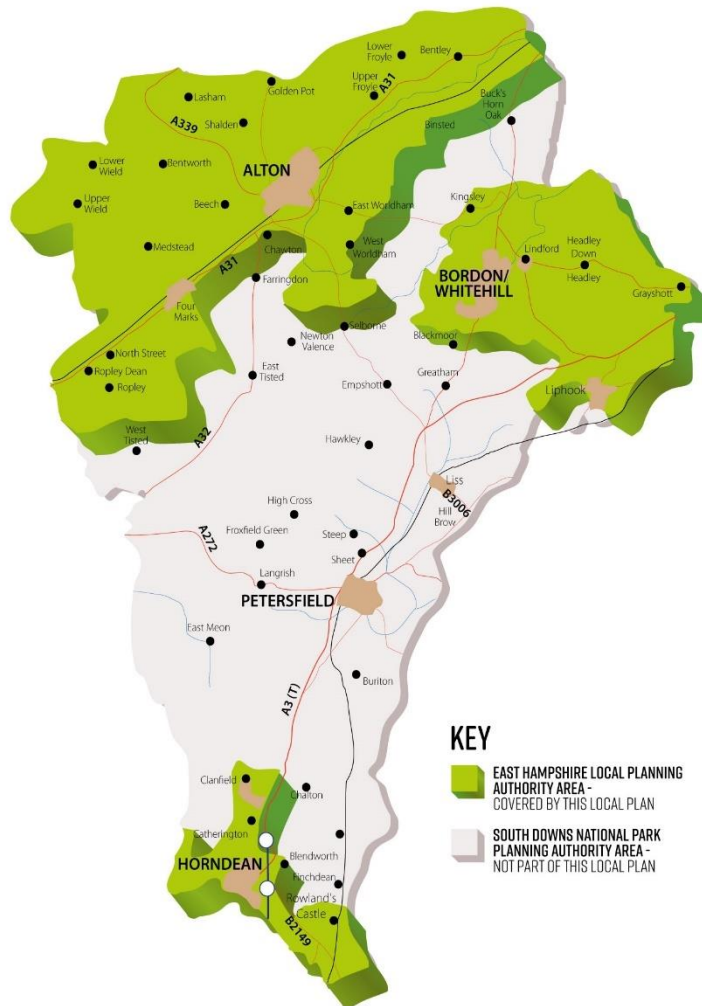 Lower
Froyle
Bentley
Upper
Froyle
A31
Golden Pot
Lasham
A339
Shalden
Buck's
Horn
Oak
Binsted
Lower
Wield
Bentworth
ALTON
Upper
Wield
Beech
East Worldham
Kingsley
Medstead
Chawton
West
Worldham
Lindford
Headley
Down
Headley
A31
Farringdon
BORDON/
WHITEHILL
Grayshott
Four
Marks
Selborne
Newton
Valence
Blackmoor
North Street
Ropley Dean
Ropley
East
Tisted
Empshott
Greatham
Liphook
West
Tisted
A32
Hawkley
Liss
B3006
Hill
Brow
High Cross
A272
Froxfield Green
Steep
Sheet
Langrish
PETERSFIELD
East Meon
Buriton
A3 (T)
KEY
EAST HAMPSHIRE LOCAL PLANNING
AUTHORITY AREA -
COVERED BY THIS LOCAL PLAN
SOUTH DOWNS NATIONAL PARK
PLANNING AUTHORITY AREA -
NOT PART OF THIS LOCAL PLAN
Clanfield
Chalton
Catherington
HORNDEAN
Blendworth
Finchdean
Rowland's
Castle
B2149